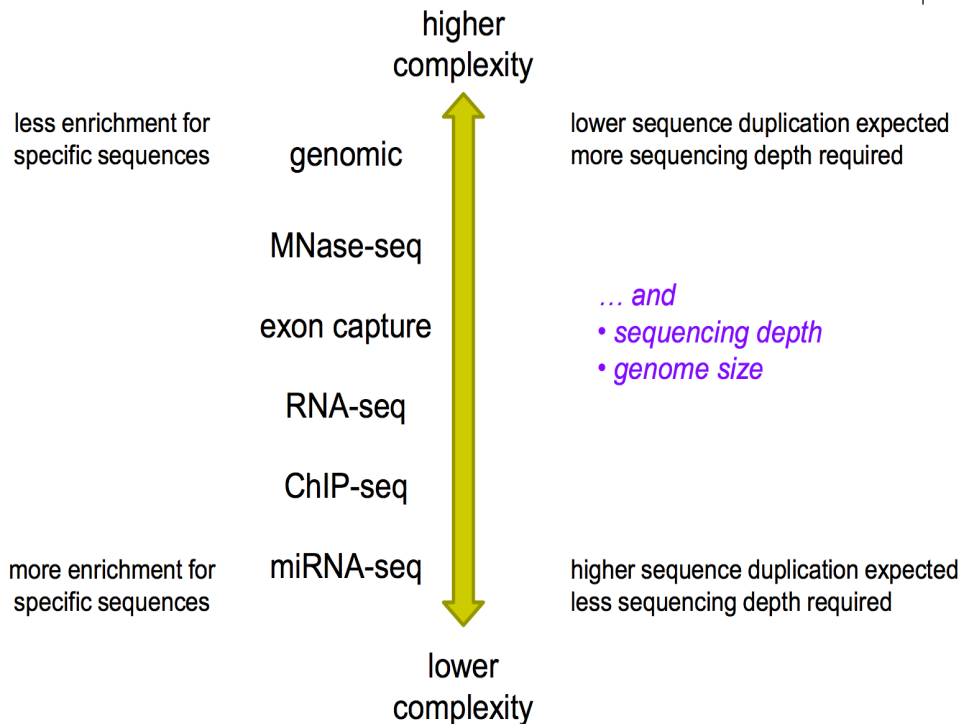 higher
complexity
less enrichment for
specific sequences
genomic
lower sequence duplication expected
more sequencing depth required
MNase-seq
exon capture
… and
• sequencing depth
• genome size
RNA-seq
ChIP-seq
more enrichment for
specific sequences
miRNA-seq
higher sequence duplication expected
less sequencing depth required
lower
complexity